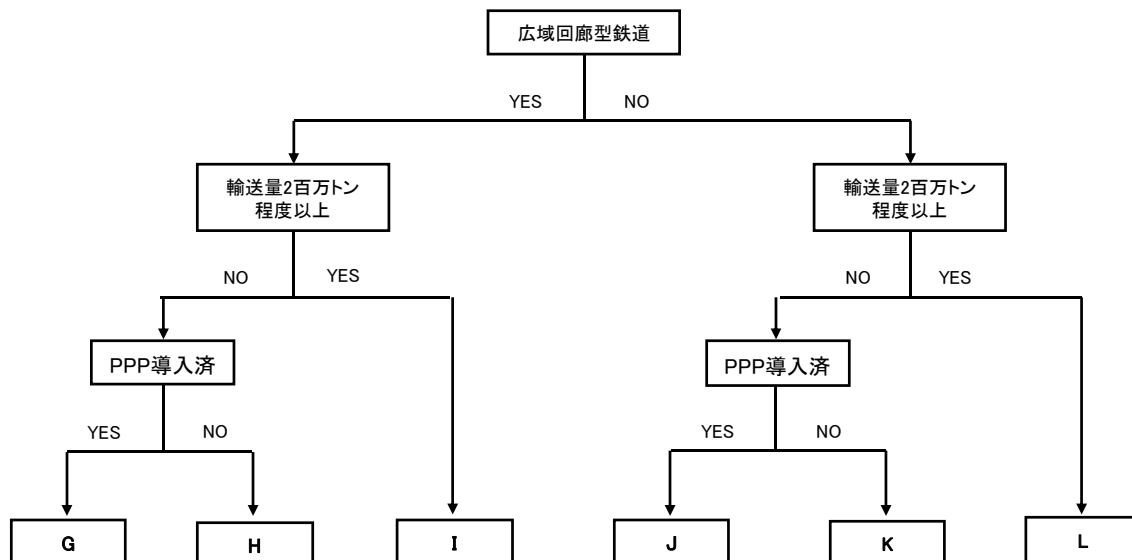 広域回廊型鉄道
YES
NO
輸送量2百万トン
程度以上
輸送量2百万トン
程度以上
NO
YES
NO
YES
PPP導入済
PPP導入済
YES
NO
YES
NO
G
H
I
J
K
L